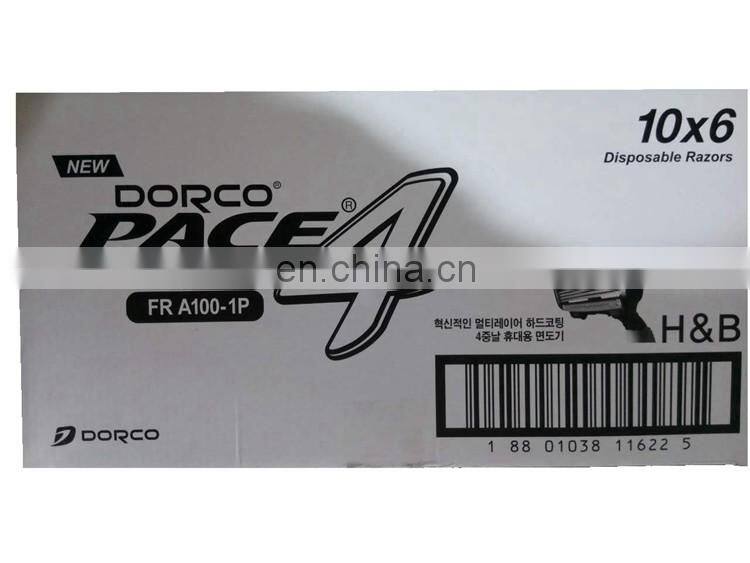 10x6
Disposable Razors
NEW
DORCO®
PACE®4
en.china.cn
FR A100-1P
혁신적인 멀티레이어 하드코팅
4중날 휴대용 면도기
H&B
1 88 01038 11622 5
DORCO